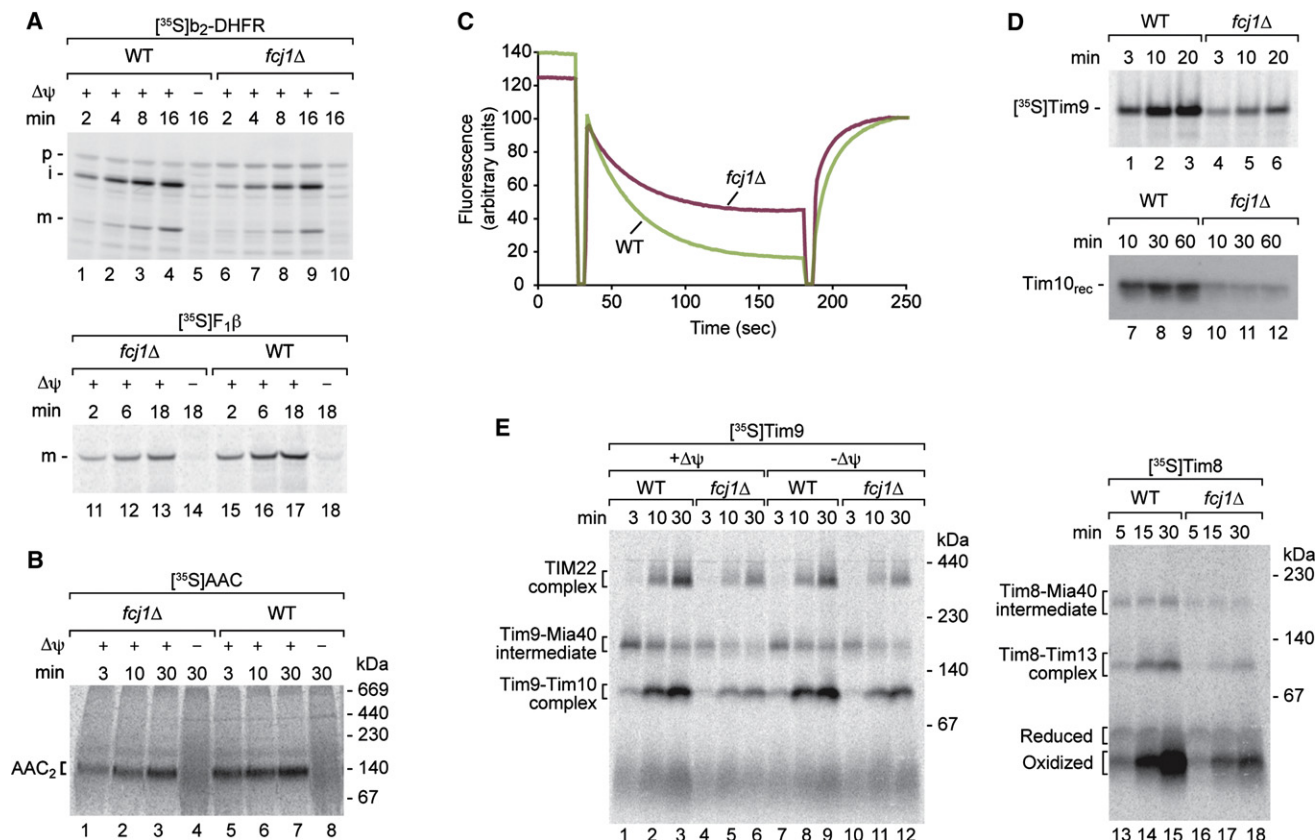 A
[³⁵S]b₂-DHFR
WT fcj1Δ
Δψ + + + + – + + + + –
min 2 4 8 16 16 2 4 8 16 16
p
i
m
1 2 3 4 5 6 7 8 9 10
[³⁵S]F₁β
fcj1Δ WT
Δψ + + + – + + + –
min 2 6 18 18 2 6 18 18
m
11 12 13 14 15 16 17 18
B
[³⁵S]AAC
fcj1Δ WT
Δψ + + + – + + + –
min 3 10 30 30 3 10 30 30 kDa
669
440
230
AAC₂ 140
67
1 2 3 4 5 6 7 8
C
Fluorescence
(arbitrary units)
140
120
100
80
60
40
20
0
fcj1Δ
WT
0 50 100 150 200 250
Time (sec)
D
WT fcj1Δ
min 3 10 20 3 10 20
[³⁵S]Tim9
1 2 3 4 5 6
WT fcj1Δ
min 10 30 60 10 30 60
Tim10rec
7 8 9 10 11 12
E
[³⁵S]Tim9
+Δψ -Δψ
WT fcj1Δ WT fcj1Δ
min 3 10 30 3 10 30 3 10 30 3 10 30 kDa
TIM22
complex
440
230
Tim9-Mia40
intermediate
140
Tim9-Tim10
complex
67
1 2 3 4 5 6 7 8 9 10 11 12
[³⁵S]Tim8
WT fcj1Δ
min 5 15 30 5 15 30 kDa
230
Tim8-Mia40
intermediate
140
Tim8-Tim13
complex
67
Reduced
Oxidized
13 14 15 16 17 18